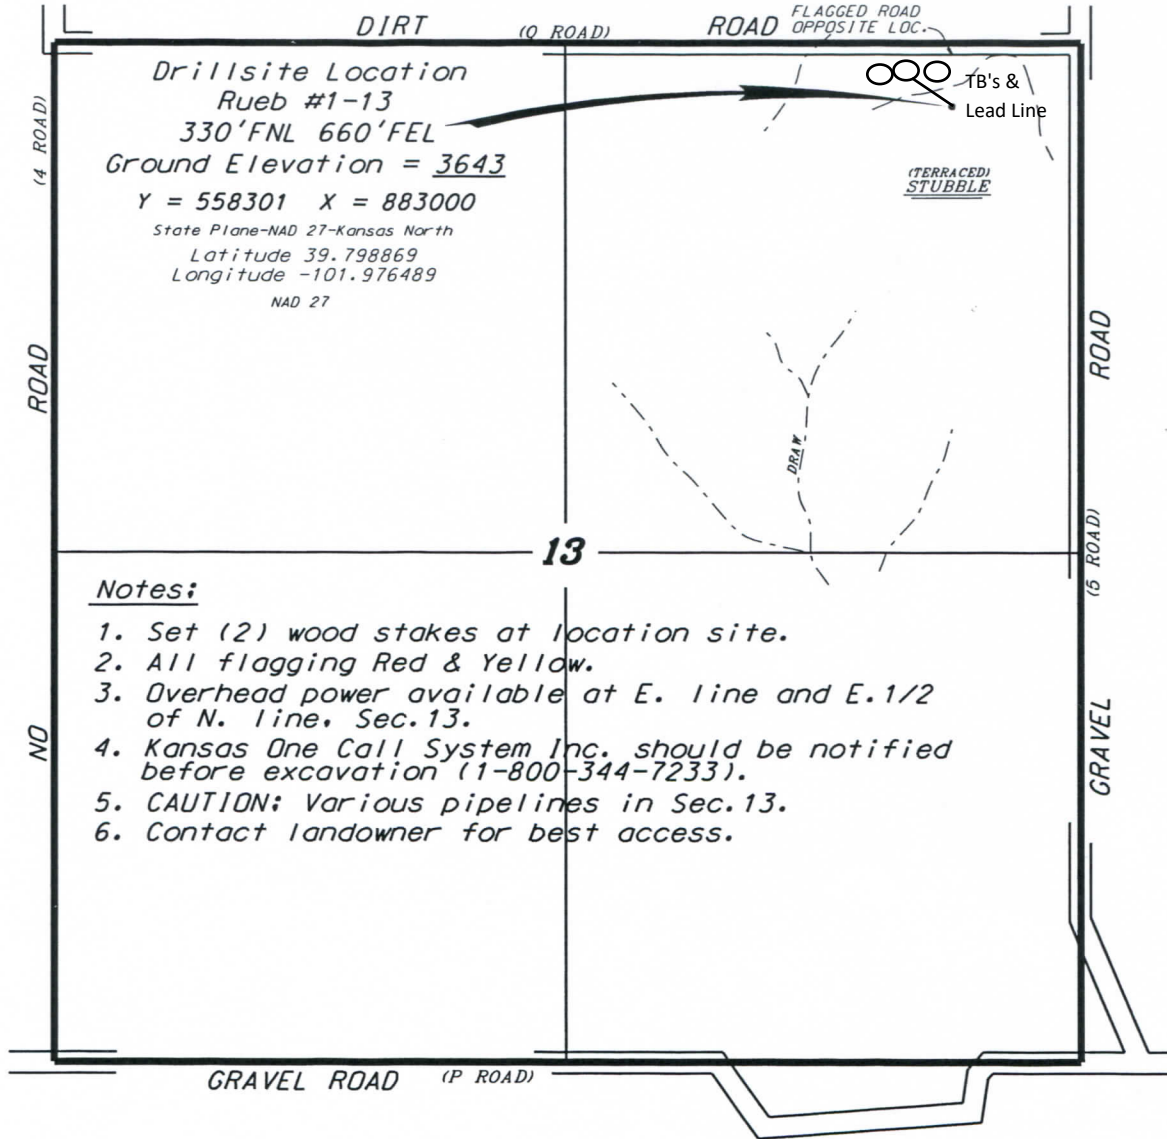 DIRT (Q ROAD) ROAD
FLAGGED ROAD
OPPOSITE LOC.
Drillsite Location
Rueb #1-13
330'FNL 660'FEL
Ground Elevation = 3643
Y = 558301 X = 883000
State Plane-NAD 27-Kansas North
Latitude 39.798869
Longitude -101.976489
NAD 27
TB's &
Lead Line
(TERRACED)
STUBBLE
(4 ROAD)
ROAD
NO
ROAD
(5 ROAD)
GRAVEL
DRAW
13
Notes:
1. Set (2) wood stakes at location site.
2. All flagging Red & Yellow.
3. Overhead power available at E. line and E.1/2
of N. line. Sec.13.
4. Kansas One Call System Inc. should be notified
before excavation (1-800-344-7233).
5. CAUTION: Various pipelines in Sec.13.
6. Contact landowner for best access.
GRAVEL ROAD (P ROAD)